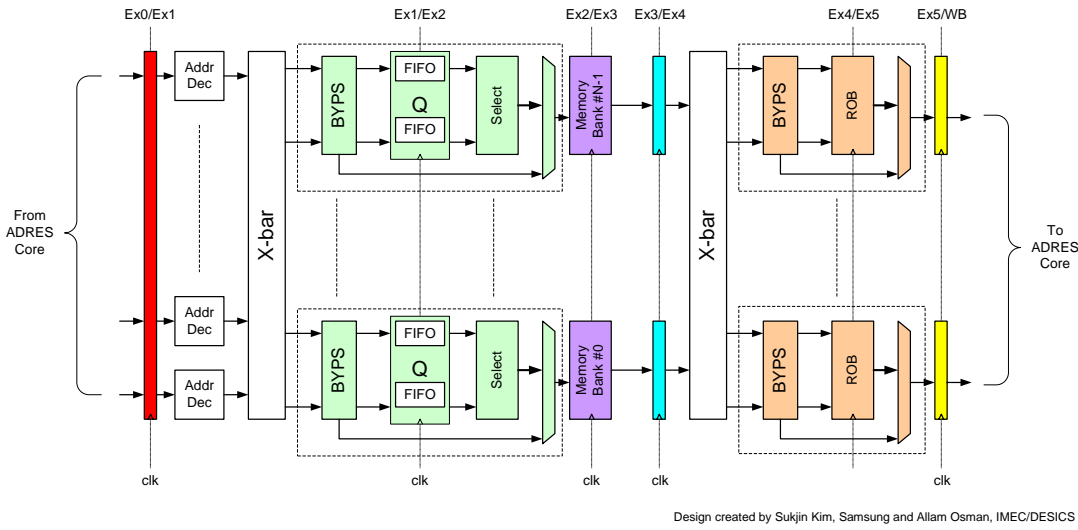 Ex0/Ex1
Ex1/Ex2
Ex2/Ex3
Ex3/Ex4
Ex4/Ex5
Ex5/WB
Addr
Dec
X-bar
BYPS
FIFO
Q
FIFO
Select
Memory
Bank #N-1
X-bar
BYPS
ROB
From
ADRES
Core
To
ADRES
Core
Addr
Dec
Addr
Dec
BYPS
FIFO
Q
FIFO
Select
Memory
Bank #0
BYPS
ROB
clk
clk
clk
clk
clk
clk
Design created by Sukjin Kim, Samsung and Allam Osman, IMEC/DESICS